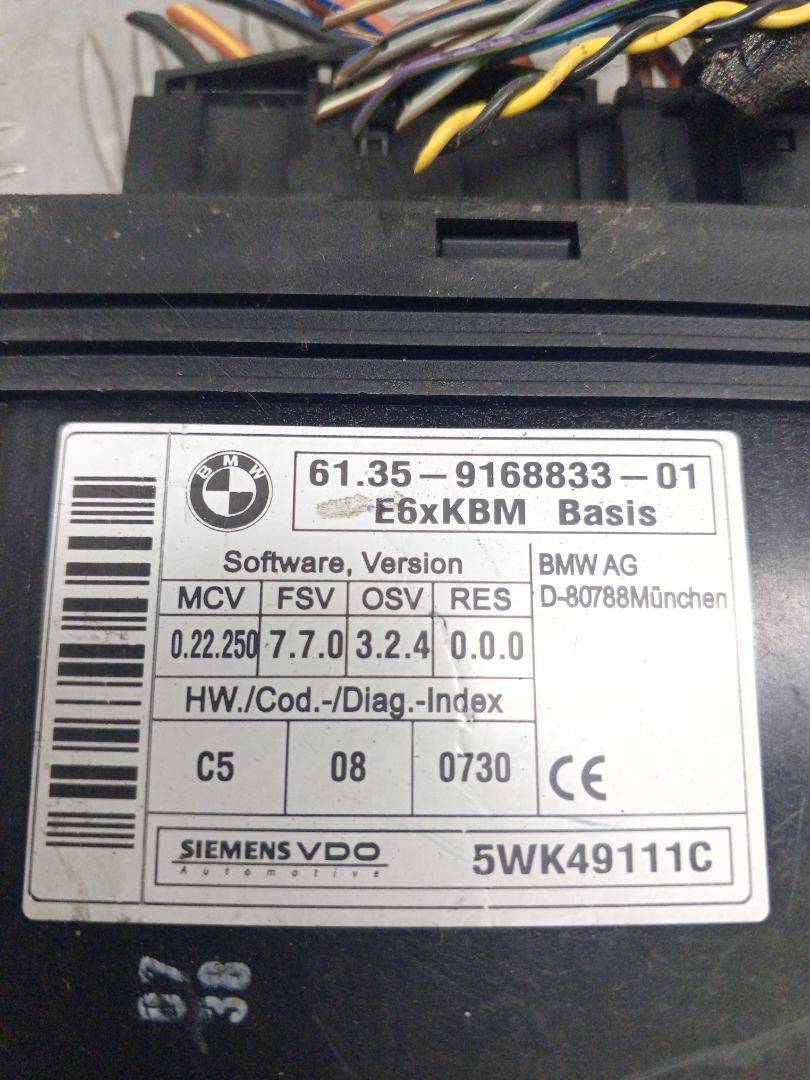 BMW
61.35-9168833-01
E6xKBM Basis
Software, Version
MCV FSV OSV RES
0.22.250 7.7.0 3.2.4 0.0.0
HW./Cod.-/Diag.-Index
C5 08 0730
BMW AG
D-80788München
CE
SIEMENS VDO
Automotive
5WK49111C
07
38